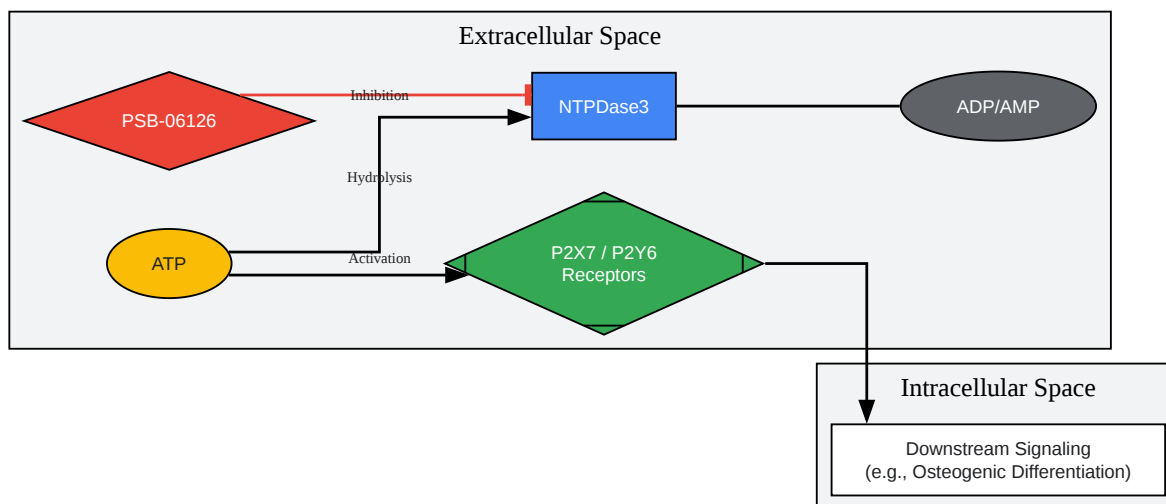 Extracellular Space
PSB-06126
Inhibition
NTPDase3
ADP/AMP
Hydrolysis
ATP
Activation
P2X7 / P2Y6
Receptors
Intracellular Space
Downstream Signaling
(e.g., Osteogenic Differentiation)